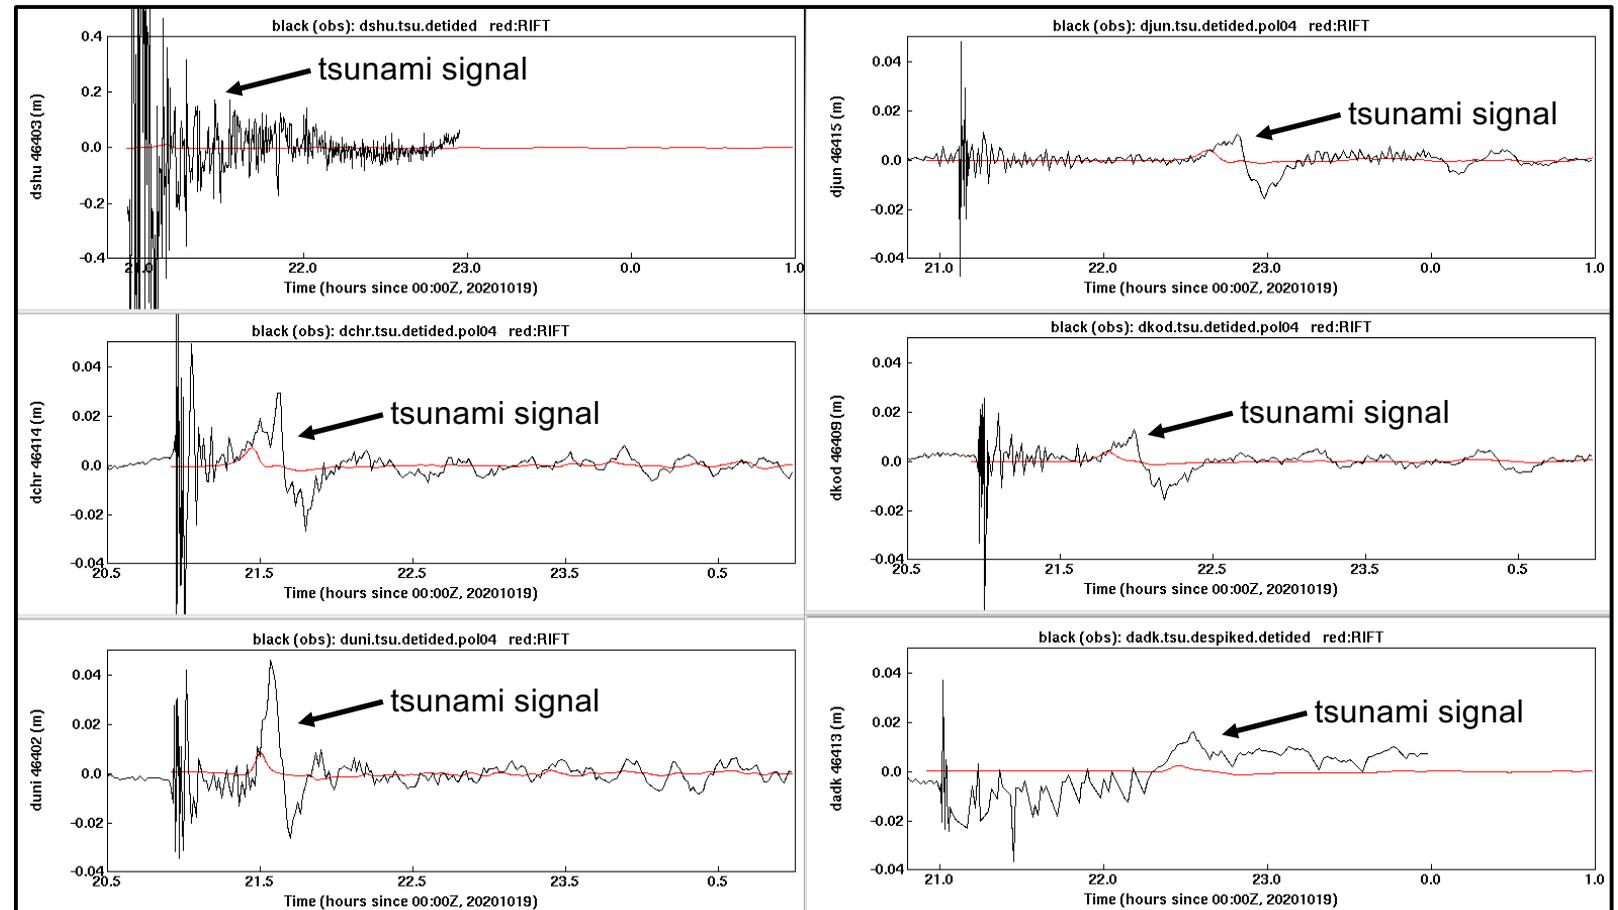 black (obs): dshu.tsu.detided red:RIFT
tsunami signal
dshu 46403 (m)
0.4
0.2
0.0
-0.2
-0.4
21.0 22.0 23.0 0.0 1.0
Time (hours since 00:00Z, 20201019)
black (obs): djun.tsu.detided.pol04 red:RIFT
tsunami signal
djun 46415 (m)
0.04
0.02
0.0
-0.02
-0.04
21.0 22.0 23.0 0.0 1.0
Time (hours since 00:00Z, 20201019)
black (obs): dchr.tsu.detided.pol04 red:RIFT
tsunami signal
dchr 46414 (m)
0.04
0.02
0.0
-0.02
-0.04
20.5 21.5 22.5 23.5 0.5
Time (hours since 00:00Z, 20201019)
black (obs): dkod.tsu.detided.pol04 red:RIFT
tsunami signal
dkod 46409 (m)
0.04
0.02
0.0
-0.02
-0.04
20.5 21.5 22.5 23.5 0.5
Time (hours since 00:00Z, 20201019)
black (obs): duni.tsu.detided.pol04 red:RIFT
tsunami signal
duni 46402 (m)
0.04
0.02
0.0
-0.02
-0.04
20.5 21.5 22.5 23.5 0.5
Time (hours since 00:00Z, 20201019)
black (obs): dadk.tsu.despiked.detided red:RIFT
tsunami signal
dadk 46413 (m)
0.04
0.02
0.0
-0.02
-0.04
21.0 22.0 23.0 0.0 1.0
Time (hours since 00:00Z, 20201019)